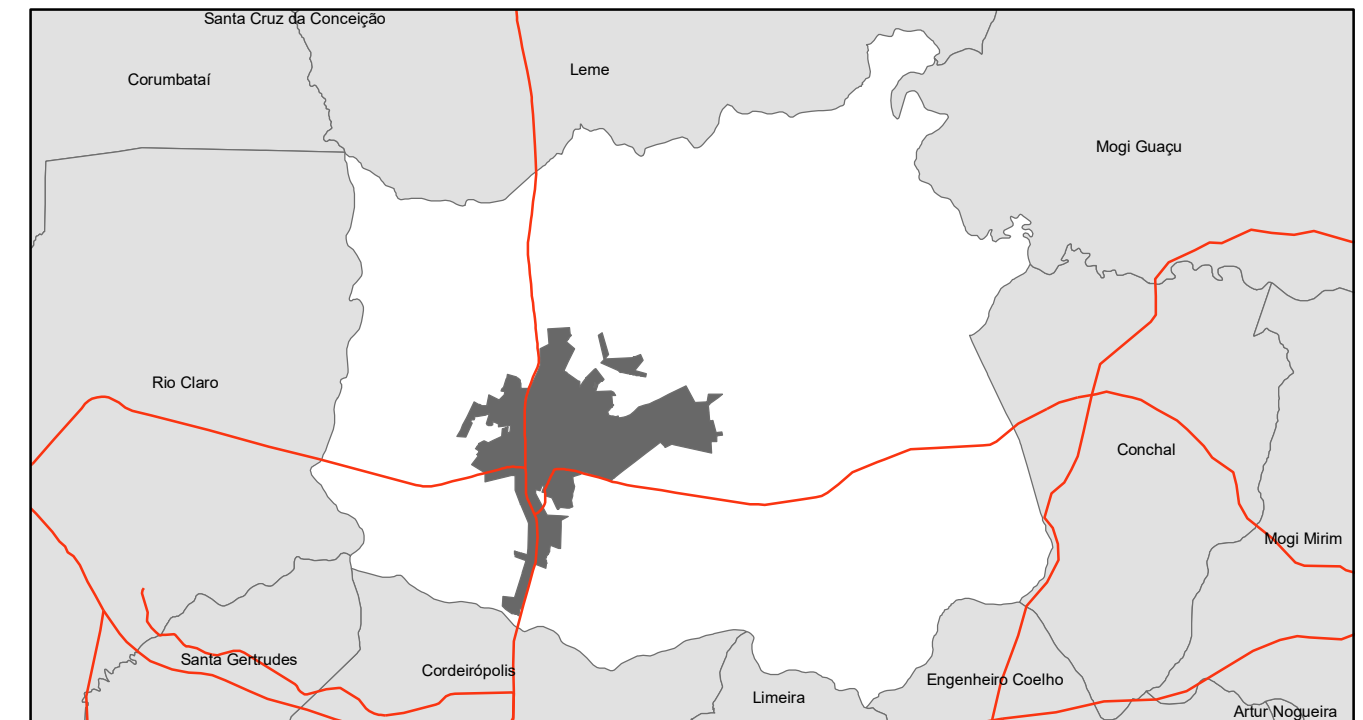 Santa Cruz da Conceição
Corumbataí
Leme
Mogi Guaçu
Rio Claro
Conchal
Mogi Mirim
Santa Gertrudes
Cordeirópolis
Engenheiro Coelho
Limeira
Artur Nogueira